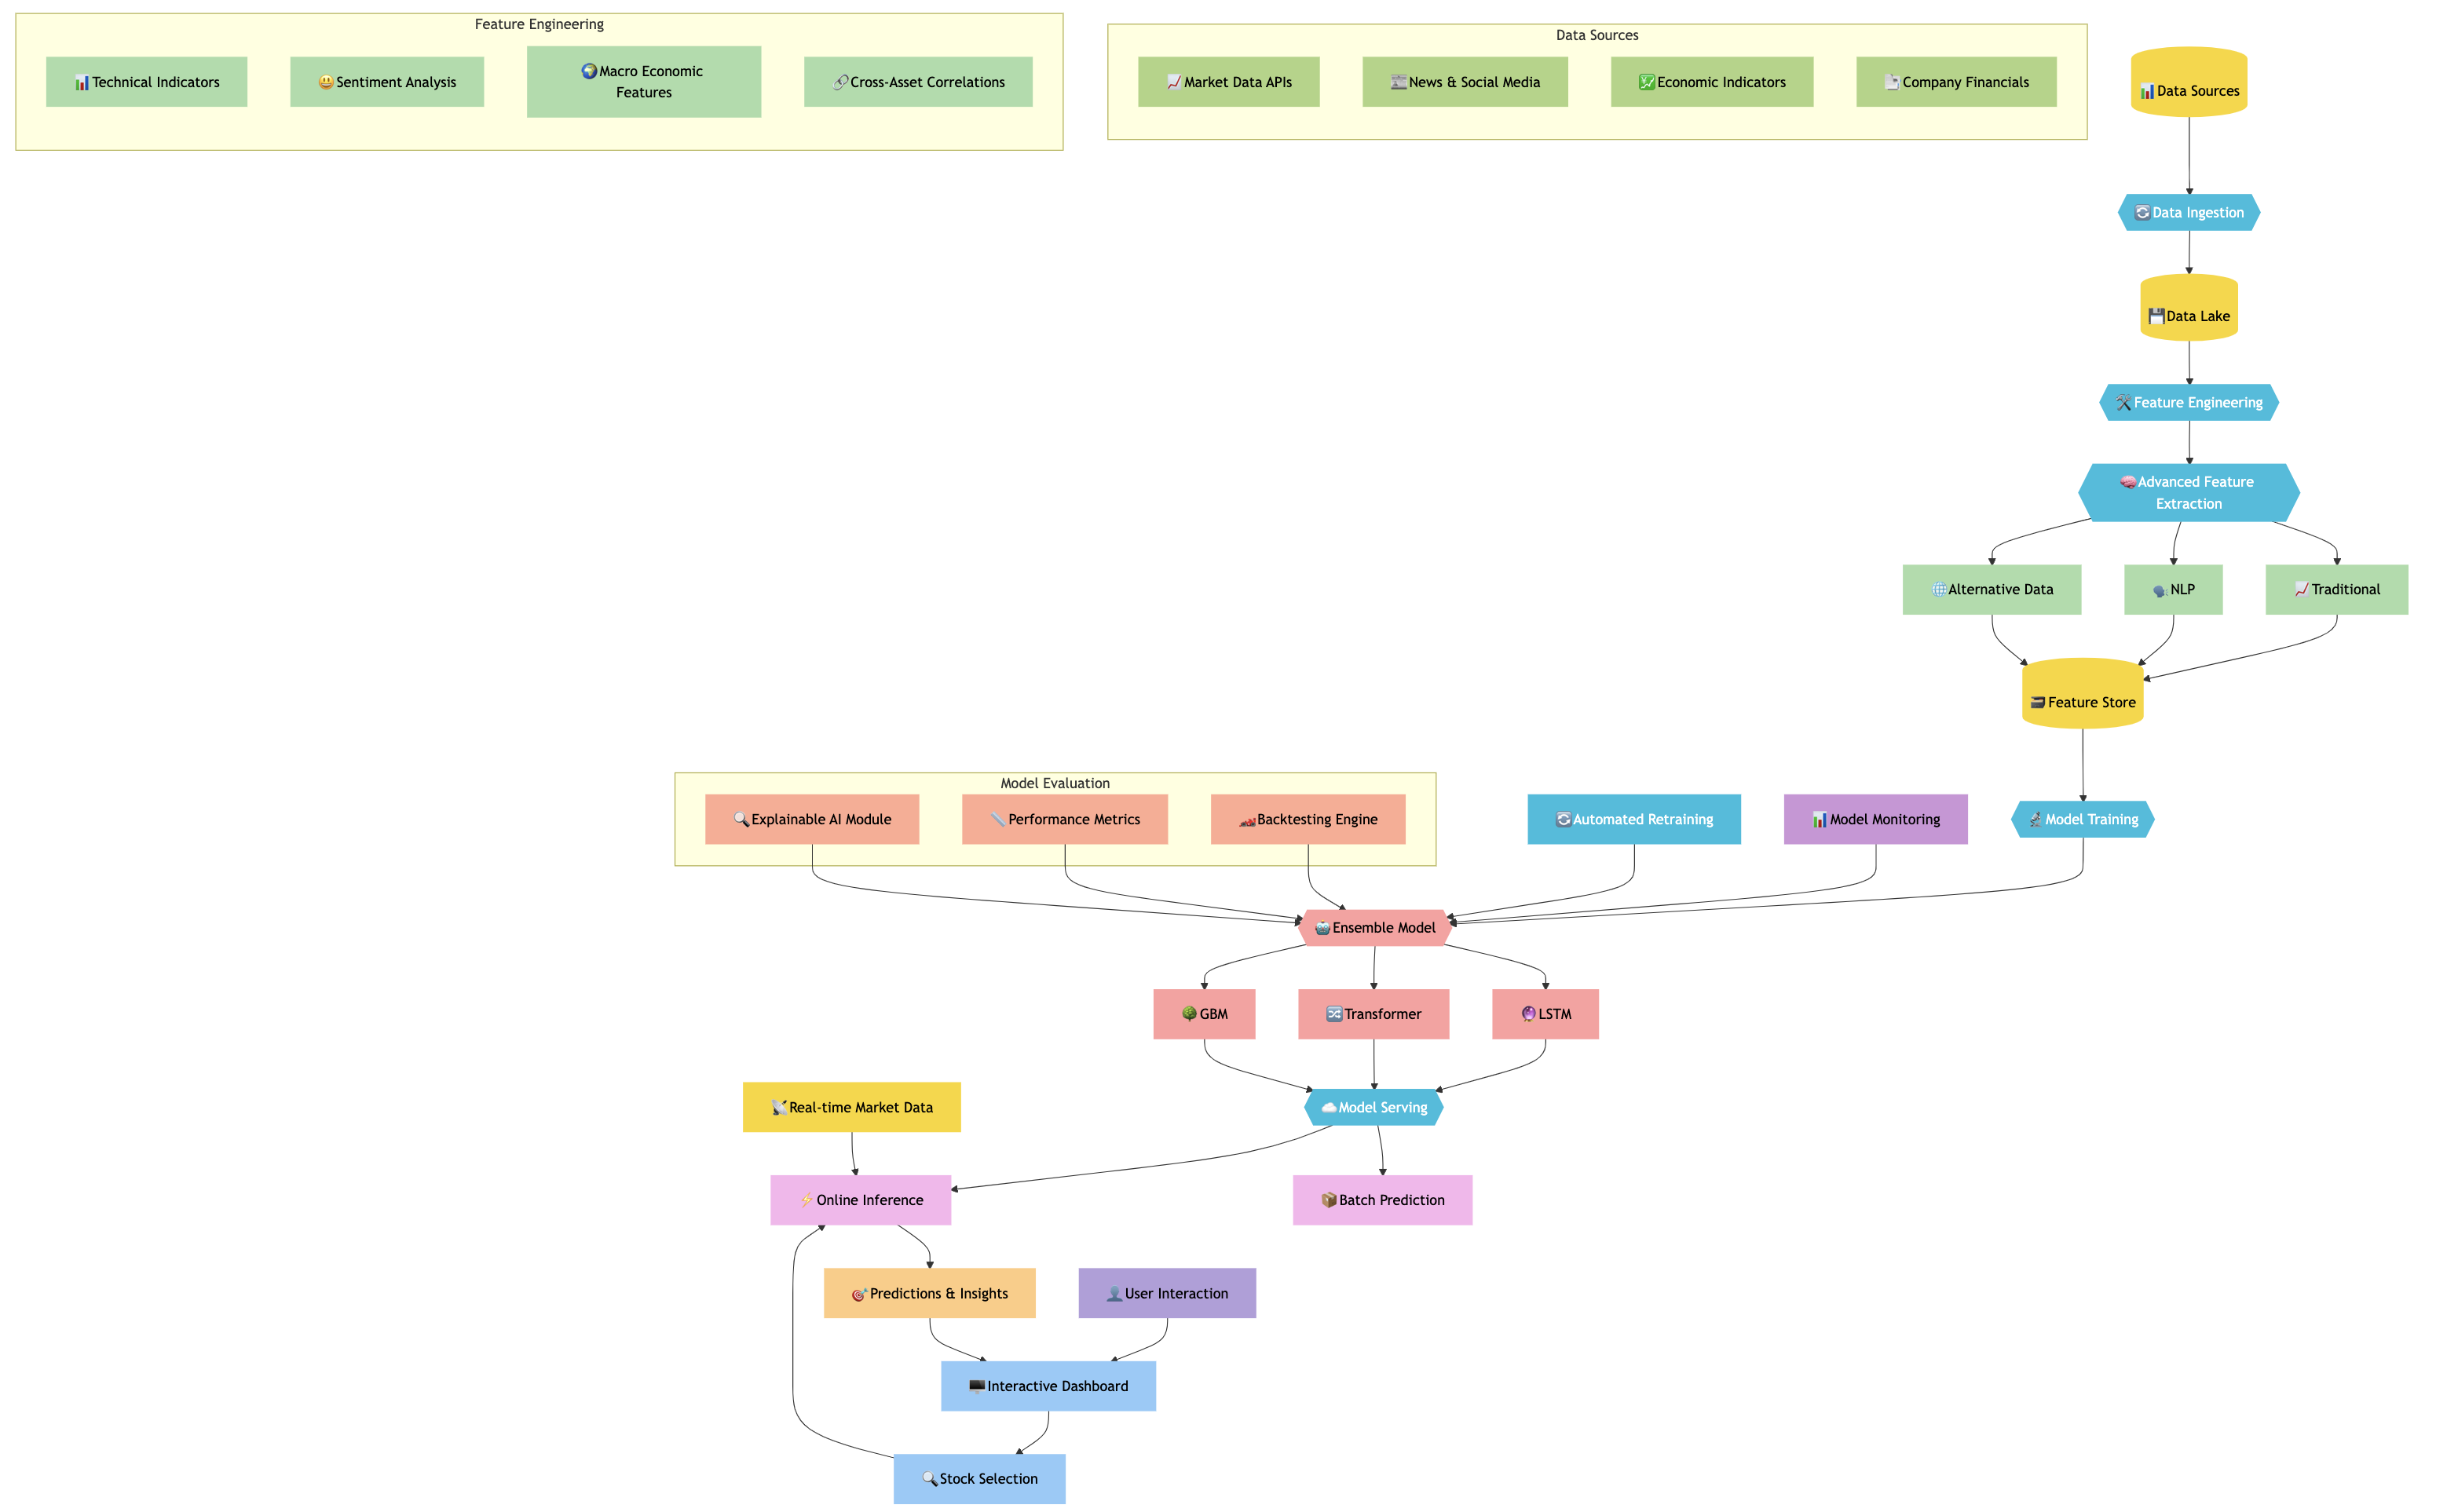 Feature Engineering
📊Technical Indicators
😃Sentiment Analysis
🌍Macro Economic
Features
🔗Cross-Asset Correlations
Data Sources
📈Market Data APIs
📰News & Social Media
💹Economic Indicators
📑Company Financials
📊Data Sources
🔄Data Ingestion
💾Data Lake
🛠️Feature Engineering
🧠Advanced Feature
Extraction
🌐Alternative Data
🗣️NLP
📈Traditional
🗃️Feature Store
Model Evaluation
🔍Explainable AI Module
📏Performance Metrics
🏎️Backtesting Engine
🔄Automated Retraining
📊Model Monitoring
🔬Model Training
🤖Ensemble Model
🌳GBM
🔀Transformer
🔮LSTM
📡Real-time Market Data
☁️Model Serving
⚡Online Inference
📦Batch Prediction
🎯Predictions & Insights
👤User Interaction
🖥️Interactive Dashboard
🔍Stock Selection